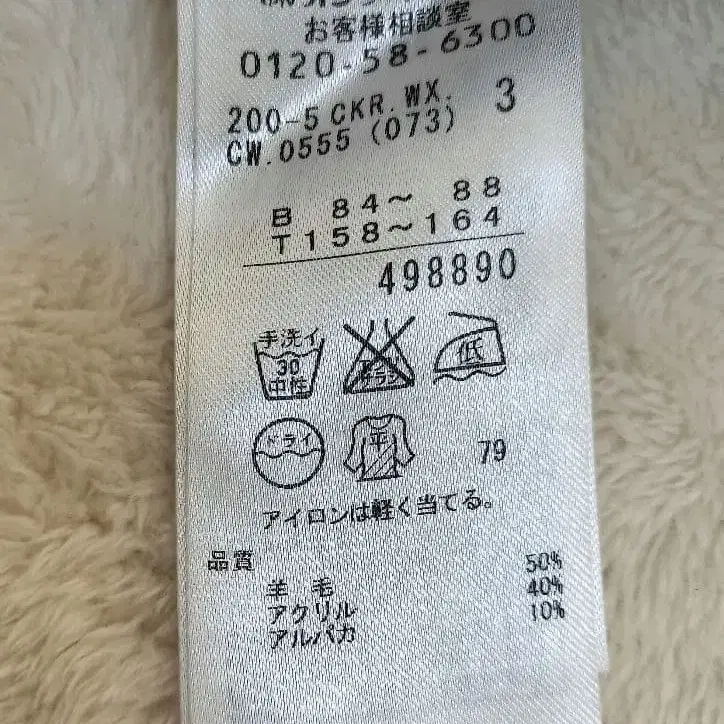 お客様相談室
0120-58-6300
200-5 CKR.WX. 3
CW.0555 (073)
B 84～ 88
T158～164
498890
手洗イ
30
中性
低
ドライ
平
79
アイロンは軽く当てる。
品質
羊毛 50%
アクリル 40%
アルパカ 10%